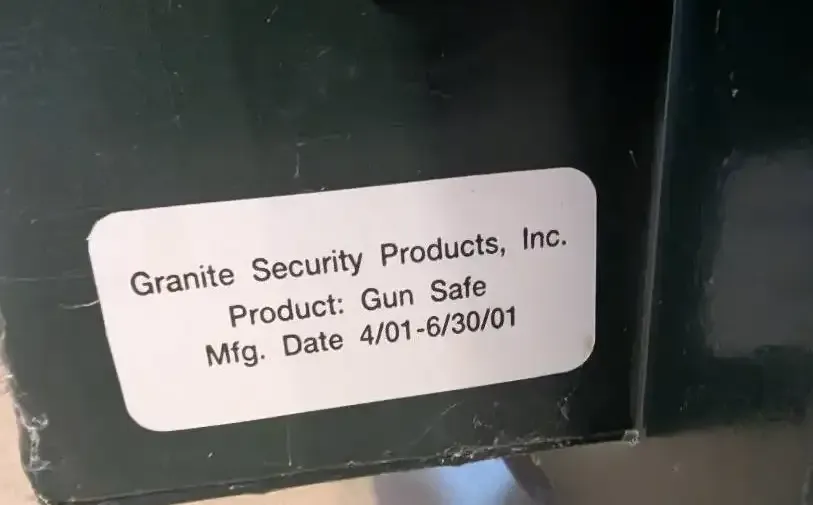 Granite Security Products, Inc.
Product: Gun Safe
Mfg. Date 4/01-6/30/01